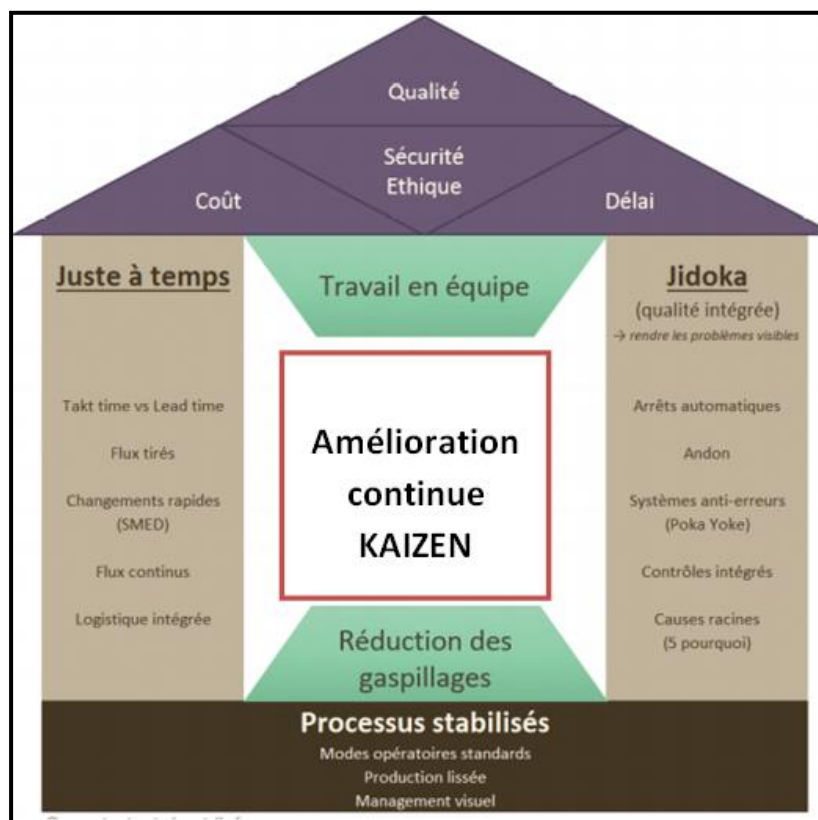 Qualité
Sécurité
Ethique
Coût
Délai
Juste à temps
Takt time vs Lead time
Flux tirés
Changements rapides
(SMED)
Flux continus
Logistique intégrée
Travail en équipe
Amélioration
continue
KAIZEN
Réduction des
gaspillages
Jidoka
(qualité intégrée)
→ rendre les problèmes visibles
Arrêts automatiques
Andon
Systèmes anti-erreurs
(Poka Yoke)
Contrôles intégrés
Causes racines
(5 pourquoi)
Processus stabilisés
Modes opératoires standards
Production lissée
Management visuel